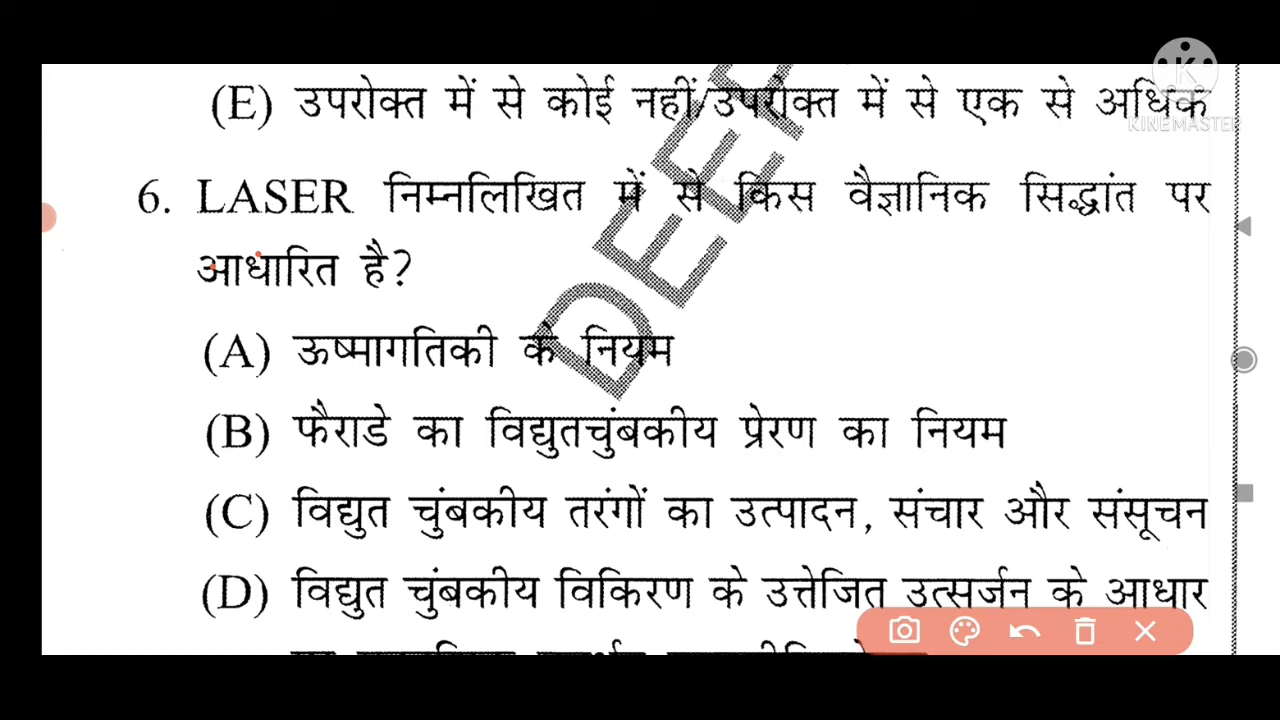 (E) उपरोक्त में से कोई नहीं/उपरोक्त में से एक से अधिक
KINEMASTER
6. LASER निम्नलिखित में से किस वैज्ञानिक सिद्धांत पर
आधारित है?
(A) ऊष्मागतिकी के नियम
(B) फैराडे का विद्युतचुंबकीय प्रेरण का नियम
(C) विद्युत चुंबकीय तरंगों का उत्पादन, संचार और संसूचन
(D) विद्युत चुंबकीय विकिरण के उत्तेजित उत्सर्जन के आधार